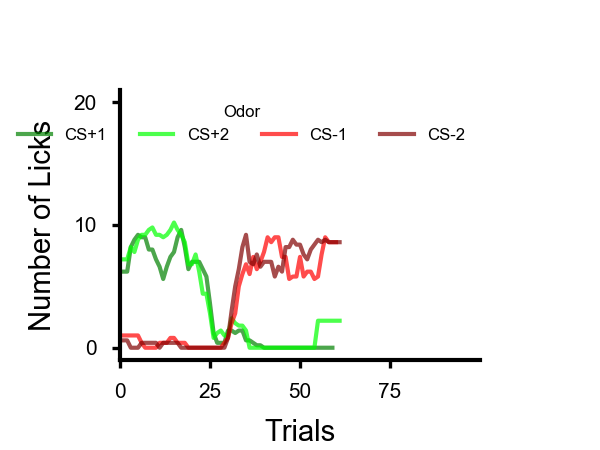 20
Odor
CS+1 CS+2 CS-1 CS-2
Number of Licks
10
0
0 25 50 75
Trials